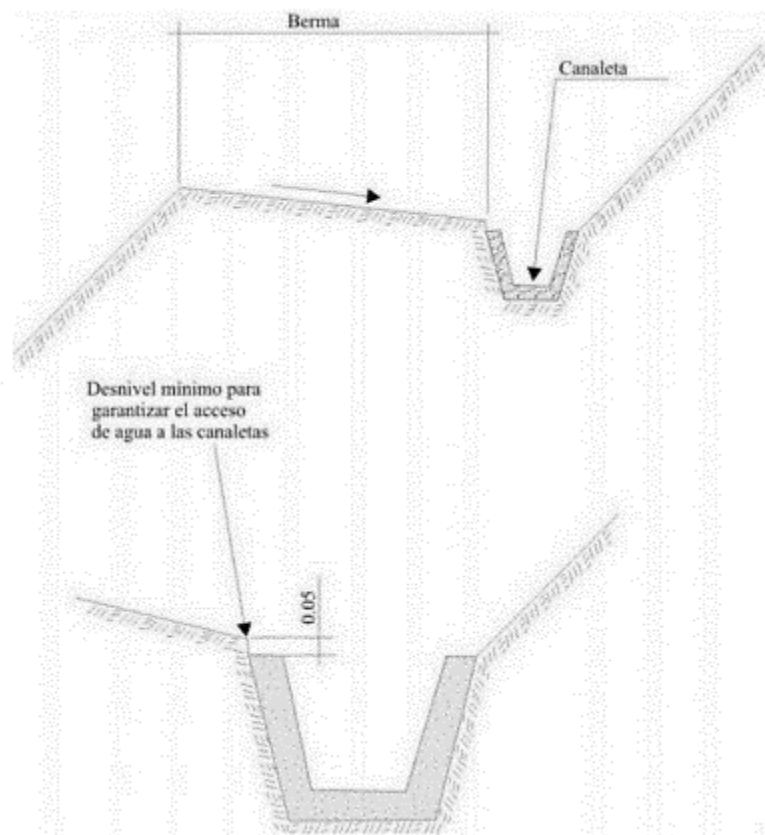 Berma
Canaleta
Desnivel mínimo para
garantizar el acceso
de agua a las canaletas
0.05